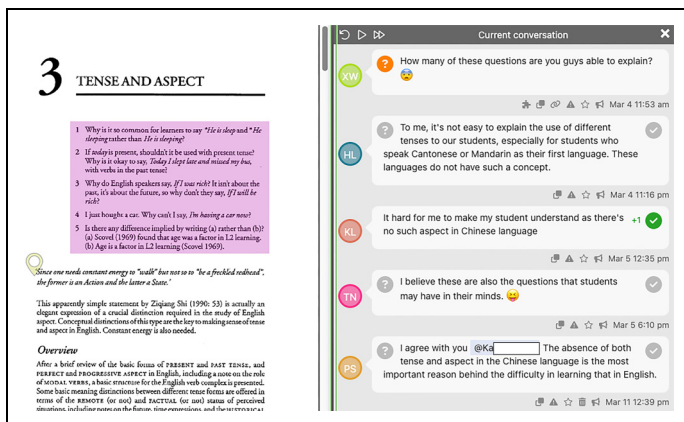 3 TENSE AND ASPECT
1 Why is it so common for learners to say *He is sleep and *He
sleeping rather than He is sleeping?
2 If today is present, shouldn't it be used with present tense?
Why is it okay to say, Today I slept late and missed my bus,
with verbs in the past tense?
3 Why do English speakers say, If I was rich? It isn't about the
past, it's about the future, so why don't they say, If I will be
rich?
4 I just bought a car. Why can't I say, I'm having a car now?
5 Is there any difference implied by writing (a) rather than (b)?
(a) Scovel (1969) found that age was a factor in L2 learning.
(b) Age is a factor in L2 learning (Scovel 1969).
'Since one needs constant energy to "walk" but not so to "be a freckled redhead",
the former is an Action and the latter a State.'
This apparently simple statement by Ziqiang Shi (1990: 53) is actually an
elegant expression of a crucial distinction required in the study of English
aspect. Conceptual distinctions of this type are the key to making sense of tense
and aspect in English. Constant energy is also needed.
Overview
After a brief review of the basic forms of PRESENT and PAST TENSE, and
PERFECT and PROGRESSIVE ASPECT in English, including a note on the role
of MODAL VERBS, a basic structure for the English verb complex is presented.
Some basic meaning distinctions between different tense forms are offered in
terms of the REMOTE (or not) and FACTUAL (or not) status of perceived
situations, including notes on the future, time expressions, and the HISTORICAL
Current conversation
XW
How many of these questions are you guys able to explain?
😨
Mar 4 11:53 am
HL
To me, it's not easy to explain the use of different
tenses to our students, especially for students who
speak Cantonese or Mandarin as their first language. These
languages do not have such a concept.
Mar 4 11:16 pm
KL
It hard for me to make my student understand as there's +1
no such aspect in Chinese language
Mar 5 12:35 pm
TN
I believe these are also the questions that students
may have in their minds. 😝
Mar 5 6:10 pm
PS
I agree with you @Ka The absence of both
tense and aspect in the Chinese language is the most
important reason behind the difficulty in learning that in English.
Mar 11 12:39 pm